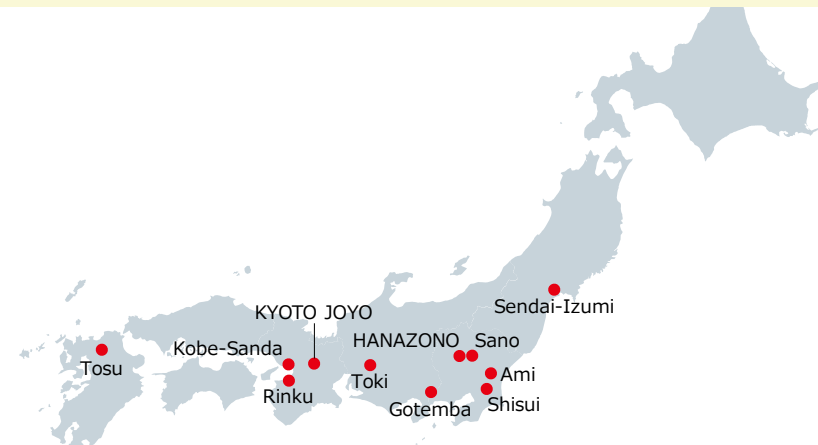 Sendai-Izumi
KYOTO JOYO
HANAZONO
Sano
Kobe-Sanda
Tosu
Toki
Ami
Rinku
Gotemba
Shisui